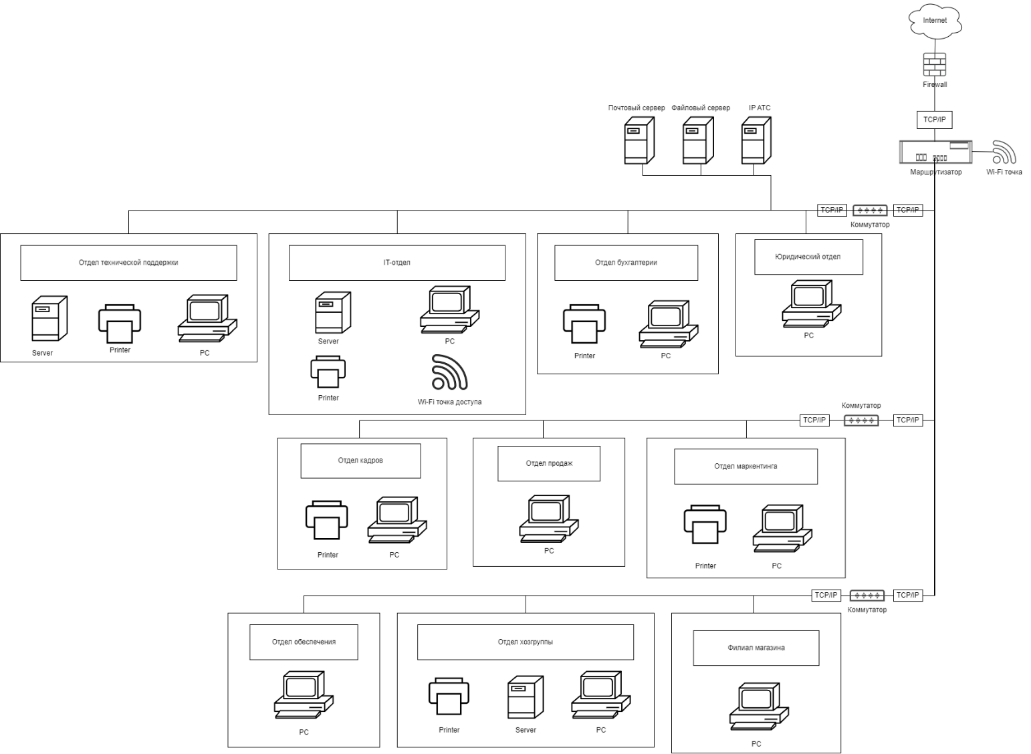 Internet
Firewall
TCP/IP
Почтовый сервер
Файловый сервер
IP АТС
Маршрутизатор
Wi-Fi точка
TCP/IP
TCP/IP
Коммутатор
Отдел технической поддержки
Server
Printer
PC
IT-отдел
Server
PC
Printer
Wi-Fi точка доступа
Отдел бухгалтерии
Printer
PC
Юридический отдел
PC
Коммутатор
TCP/IP
TCP/IP
Отдел кадров
Printer
PC
Отдел продаж
PC
Отдел маркентинга
Printer
PC
TCP/IP
TCP/IP
Коммутатор
Отдел обеспечения
PC
Отдел хозгруппы
Printer
Server
PC
Филиал магазина
PC